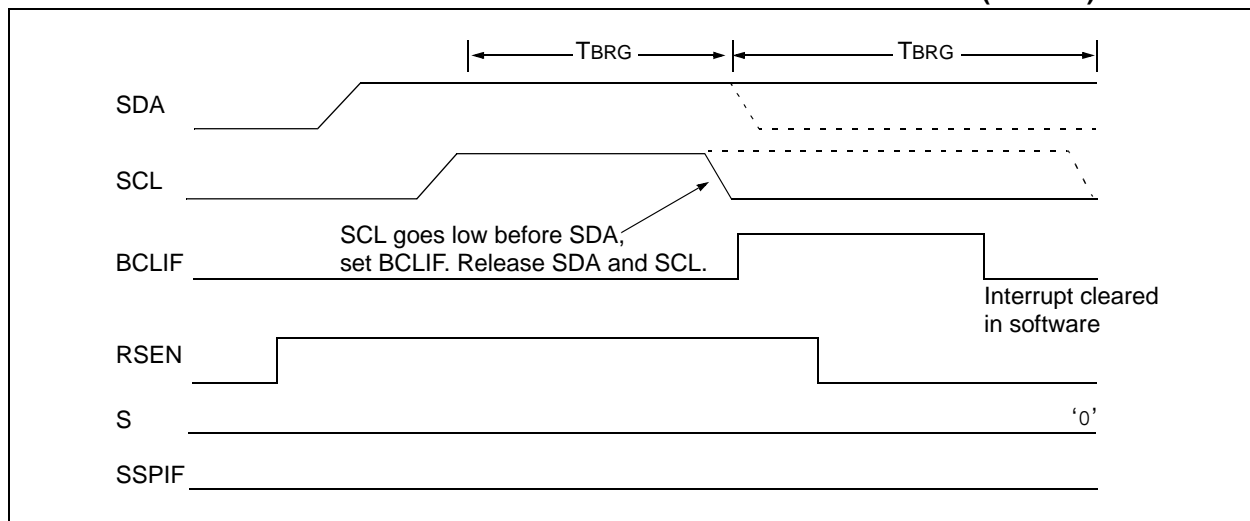 TBRG TBRG
SDA
SCL
SCL goes low before SDA,
set BCLIF. Release SDA and SCL.
BCLIF
Interrupt cleared
in software
RSEN
S ‘0’
SSPIF